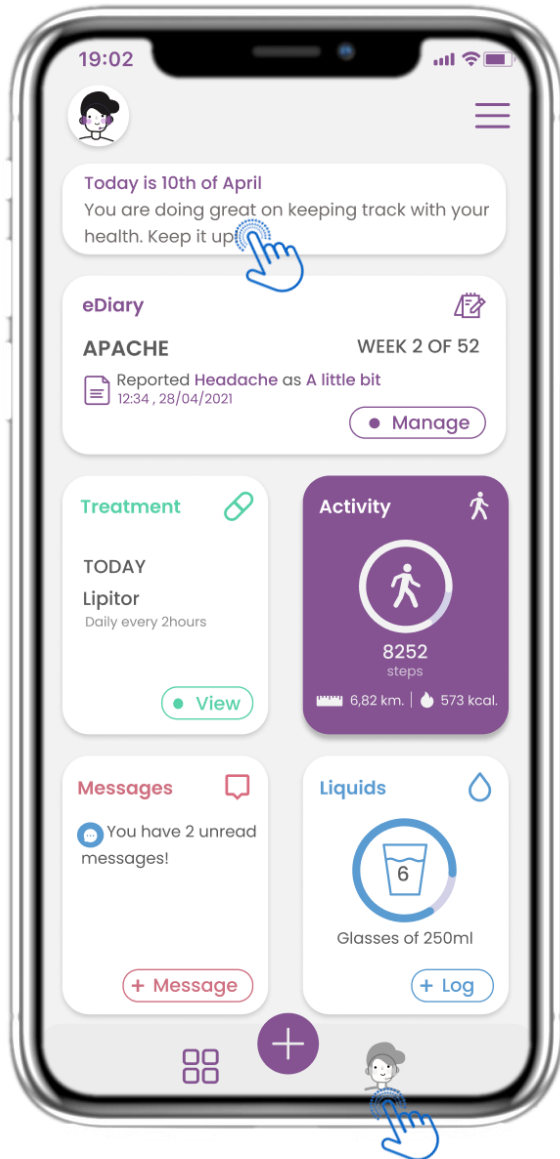 19:02
Today is 10th of April
You are doing great on keeping track with your
health. Keep it up
eDiary
APACHE
WEEK 2 OF 52
Reported Headache as A little bit
12:34 , 28/04/2021
Manage
Treatment
TODAY
Lipitor
Daily every 2hours
View
Activity
8252
steps
6,82 km.
573 kcal.
Messages
You have 2 unread
messages!
+ Message
Liquids
6
Glasses of 250ml
+ Log